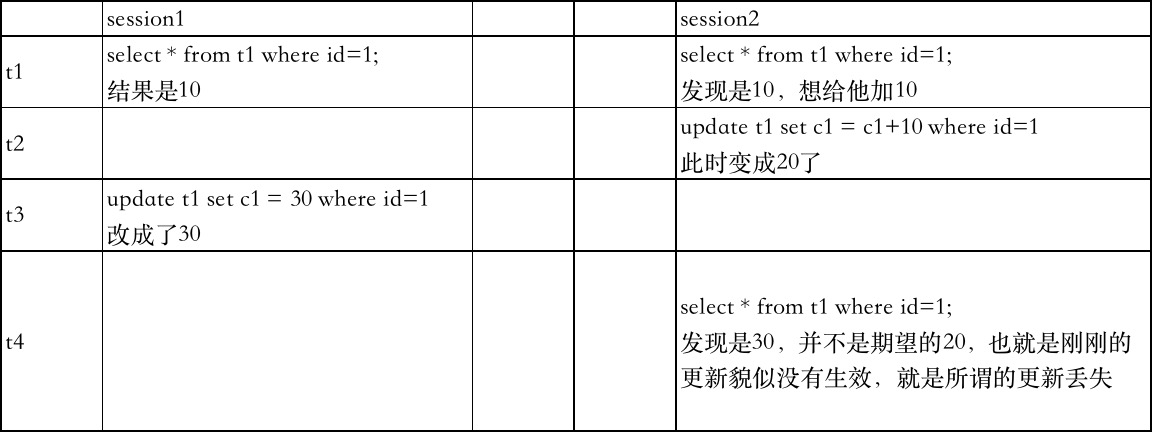 session1
session2
t1
select * from t1 where id=1;
结果是10
select * from t1 where id=1;
发现是10，想给他加10
t2
update t1 set c1 = c1+10 where id=1
此时变成20了
t3
update t1 set c1 = 30 where id=1
改成了30
t4
select * from t1 where id=1;
发现是30，并不是期望的20，也就是刚刚的
更新貌似没有生效，就是所谓的更新丢失